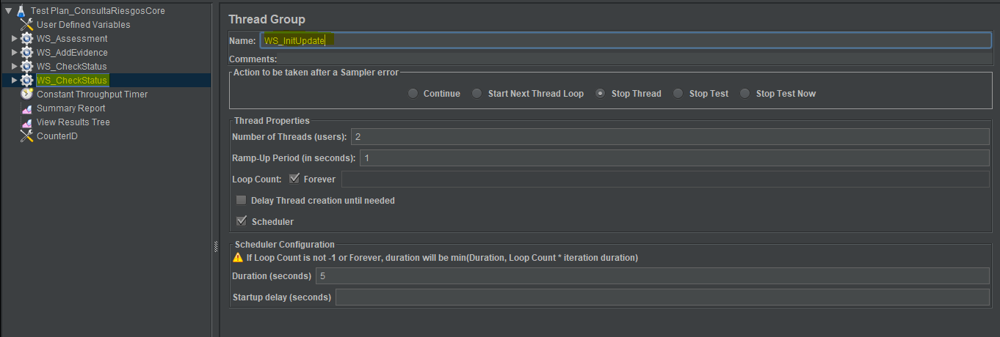 Test Plan_ConsultaRiesgosCore
User Defined Variables
WS_Assessment
WS_AddEvidence
WS_CheckStatus
WS_CheckStatus
Constant Throughput Timer
Summary Report
View Results Tree
CounterID
Thread Group
Name: WS_InitUpdate
Comments:
Action to be taken after a Sampler error
Continue Start Next Thread Loop Stop Thread Stop Test Stop Test Now
Thread Properties
Number of Threads (users): 2
Ramp-Up Period (in seconds): 1
Loop Count: Forever
Delay Thread creation until needed
Scheduler
Scheduler Configuration
If Loop Count is not -1 or Forever, duration will be min(Duration, Loop Count * iteration duration)
Duration (seconds) 5
Startup delay (seconds)